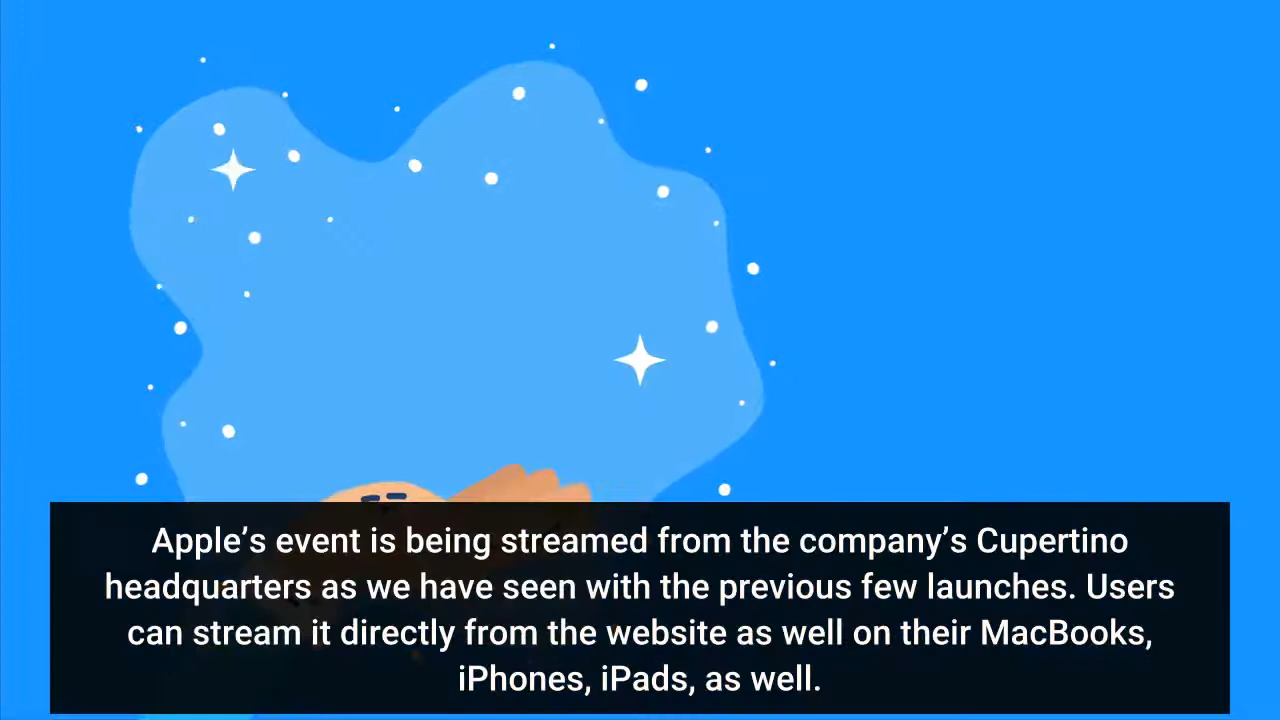 Apple’s event is being streamed from the company’s Cupertino
headquarters as we have seen with the previous few launches. Users
can stream it directly from the website as well on their MacBooks,
iPhones, iPads, as well.